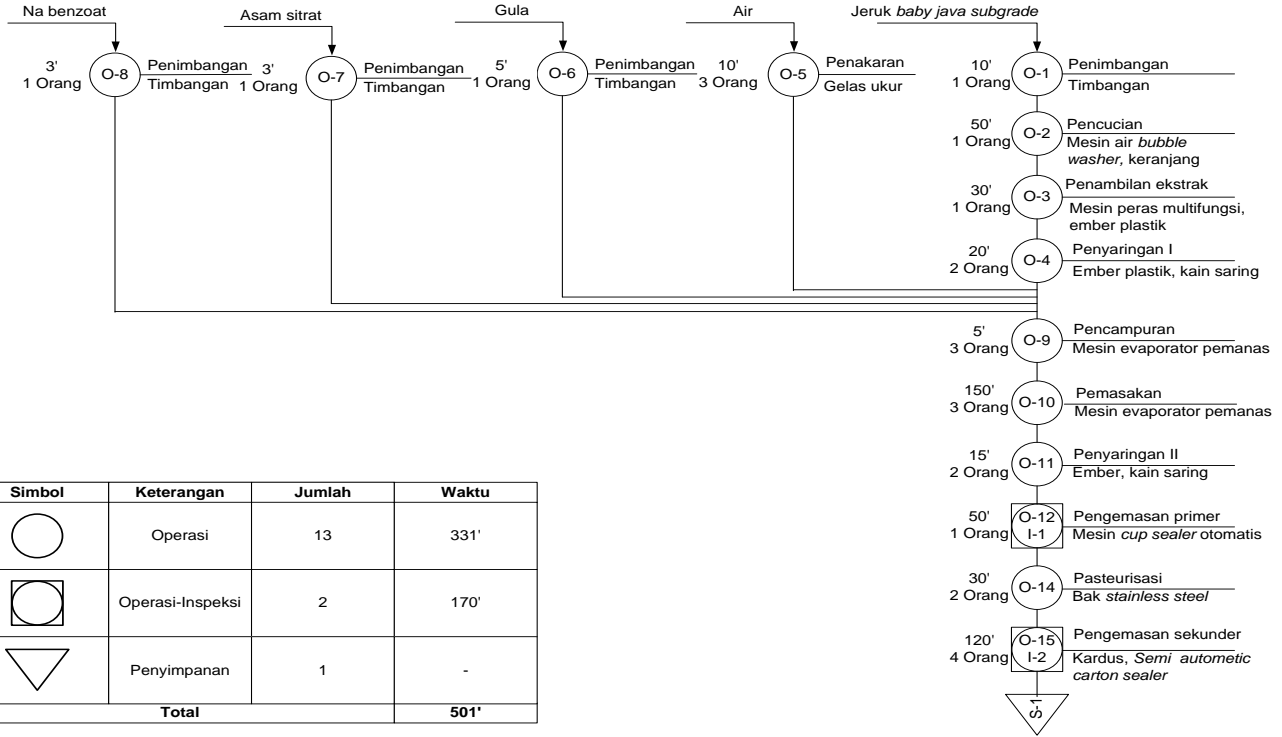 Na benzoat
Asam sitrat
Gula
Air
Jeruk baby java subgrade
3'
1 Orang
O-8
Penimbangan
Timbangan
3'
1 Orang
O-7
Penimbangan
Timbangan
5'
1 Orang
O-6
Penimbangan
Timbangan
10'
3 Orang
O-5
Penakaran
Gelas ukur
10'
1 Orang
O-1
Penimbangan
Timbangan
50'
1 Orang
O-2
Pencucian
Mesin air bubble
washer, keranjang
30'
1 Orang
O-3
Penambilan ekstrak
Mesin peras multifungsi,
ember plastik
20'
2 Orang
O-4
Penyaringan I
Ember plastik, kain saring
5'
3 Orang
O-9
Pencampuran
Mesin evaporator pemanas
150'
3 Orang
O-10
Pemasakan
Mesin evaporator pemanas
15'
2 Orang
O-11
Penyaringan II
Ember, kain saring
50'
1 Orang
O-12
I-1
Pengemasan primer
Mesin cup sealer otomatis
30'
2 Orang
O-14
Pasteurisasi
Bak stainless steel
120'
4 Orang
O-15
I-2
Pengemasan sekunder
Kardus, Semi autometic
carton sealer
S-1
Simbol Keterangan Jumlah Waktu
Operasi 13 331'
Operasi-Inspeksi 2 170'
Penyimpanan 1 -
Total 501'